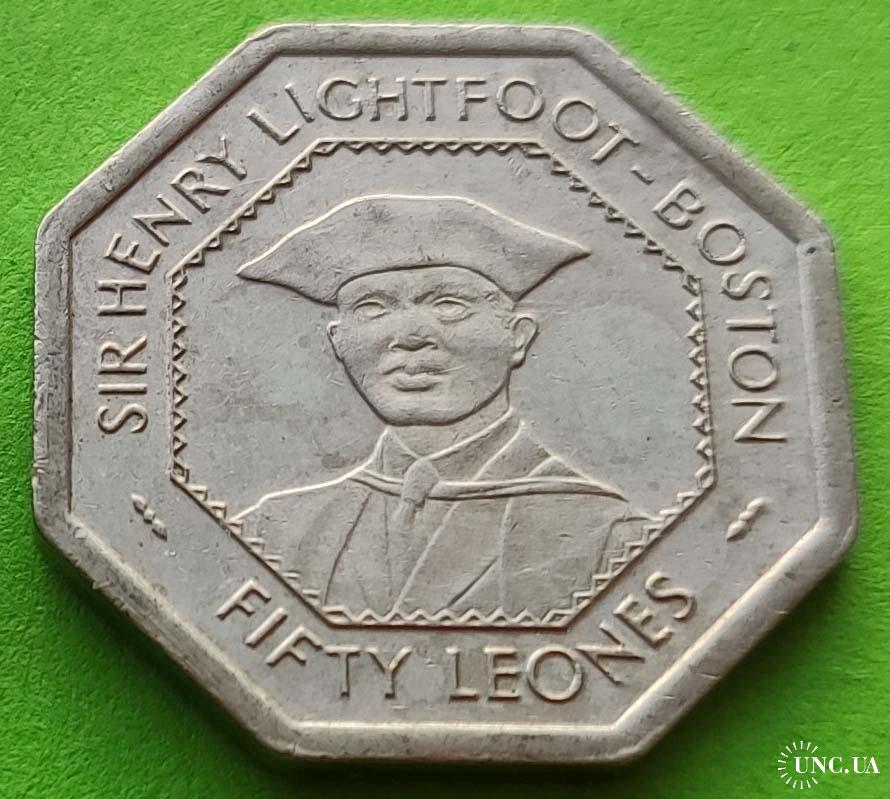 SIR HENRY LIGHTFOOT-BOSTON
FIFTY LEONES
UNC.UA